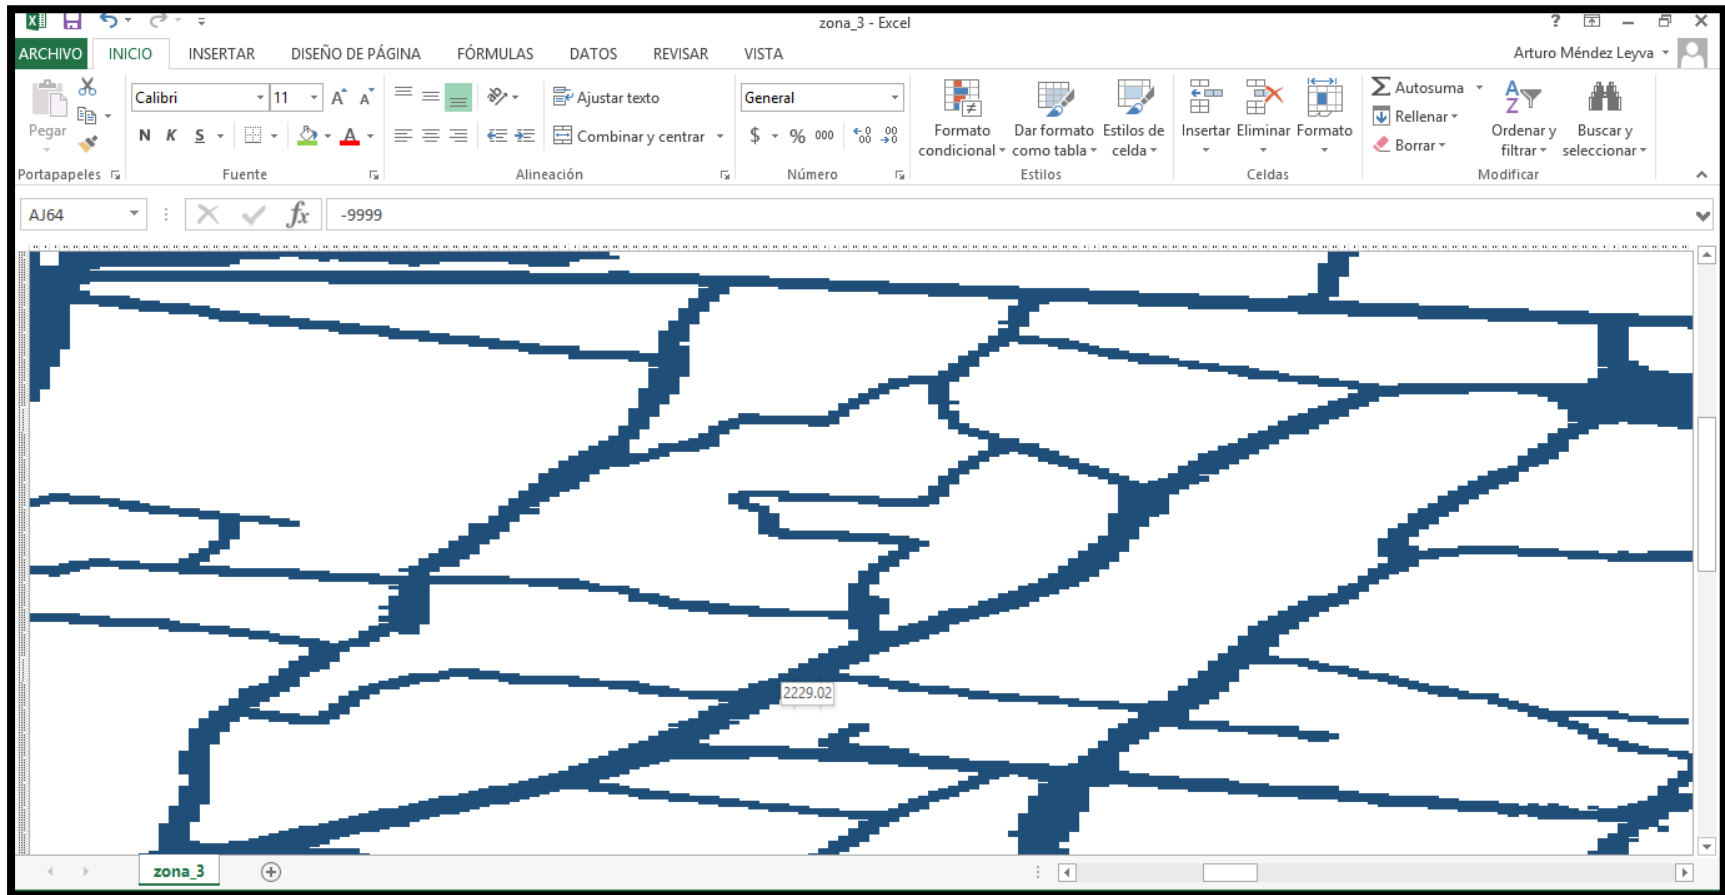 zona_3 - Excel
?
ARCHIVO INICIO INSERTAR DISEÑO DE PÁGINA FÓRMULAS DATOS REVISAR VISTA Arturo Méndez Leyva
Pegar
Calibri 11 A A
N K S A
Ajustar texto
Combinar y centrar
General
$ % 000
Formato condicional
Dar formato como tabla
Estilos de celda
Insertar Eliminar Formato
Autosuma
Rellenar
Borrar
Ordenar y filtrar
Buscar y seleccionar
Portapapeles Fuente Alineación Número Estilos Celdas Modificar
AJ64 fx -9999
2229.02
zona_3